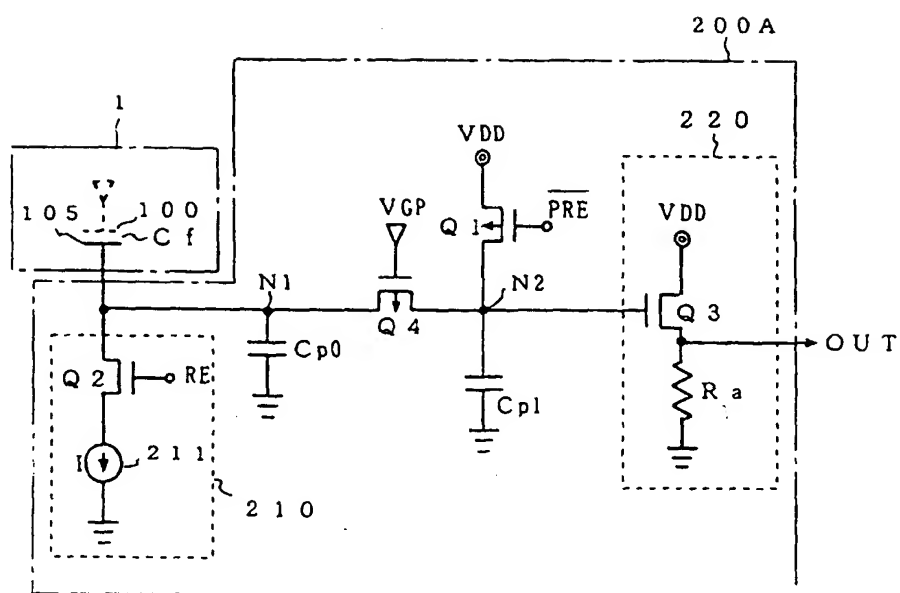 200A
1
220
VDD
VDD
105
100
Cf
VGP
PRE
Q1
N1
N2
Q4
Q3
OUT
Cp0
Q2
RE
Cp1
Ra
I
211
210